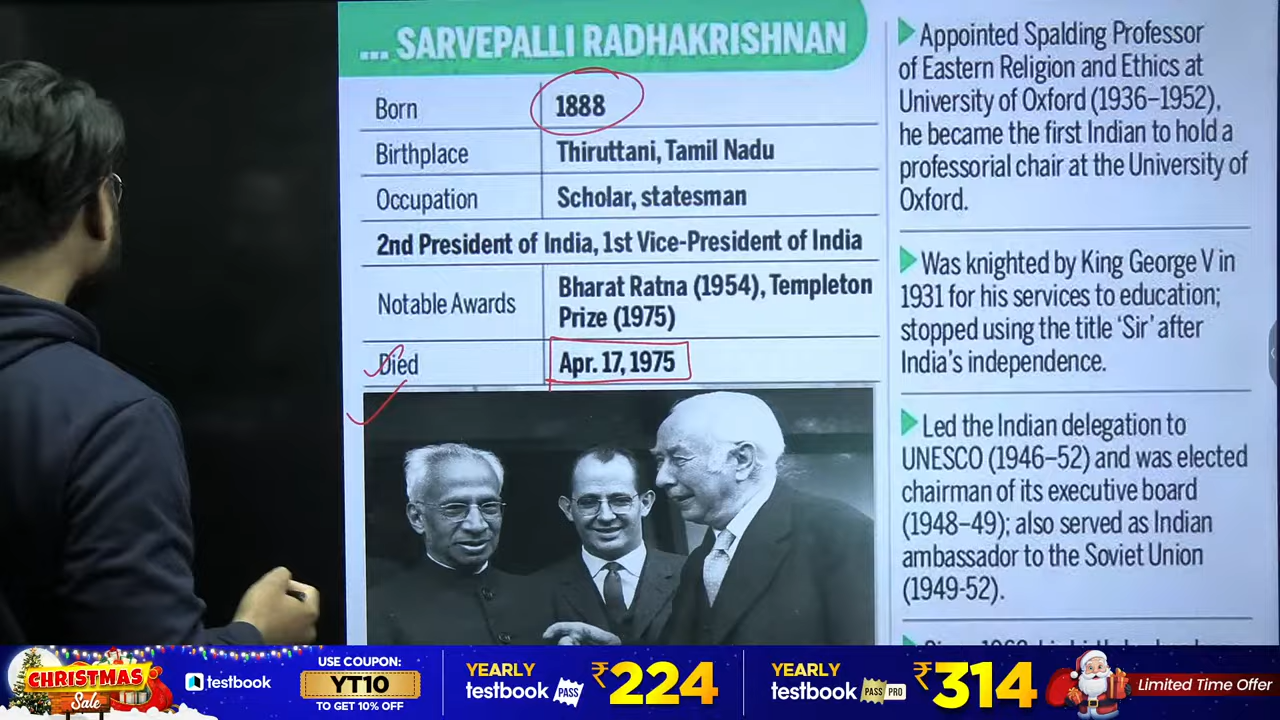 ... SARVEPALLI RADHAKRISHNAN
Born 1888
Birthplace Thiruttani, Tamil Nadu
Occupation Scholar, statesman
2nd President of India, 1st Vice-President of India
Notable Awards Bharat Ratna (1954), Templeton
Prize (1975)
Died Apr. 17, 1975
Appointed Spalding Professor
of Eastern Religion and Ethics at
University of Oxford (1936–1952),
he became the first Indian to hold a
professorial chair at the University of
Oxford.
Was knighted by King George V in
1931 for his services to education;
stopped using the title ‘Sir’ after
India’s independence.
Led the Indian delegation to
UNESCO (1946–52) and was elected
chairman of its executive board
(1948–49); also served as Indian
ambassador to the Soviet Union
(1949-52).
CHRISTMAS
Sale
testbook
USE COUPON:
YT10
TO GET 10% OFF
YEARLY
testbook PASS
₹224
YEARLY
testbook PASS PRO
₹314
Limited Time Offer